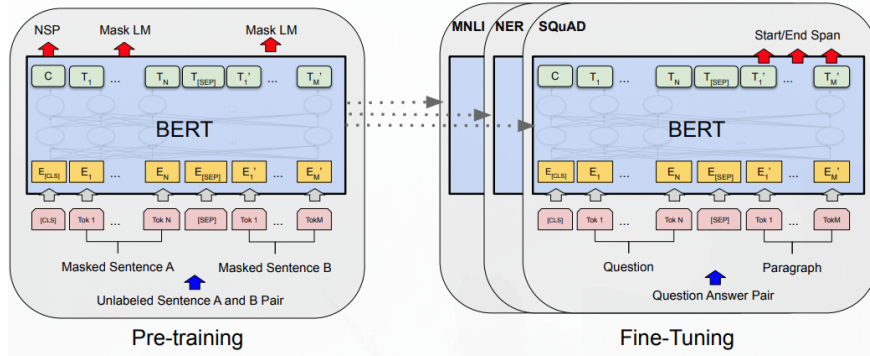 NSP Mask LM Mask LM
C T1 ... TN T[SEP] T1' ... TM'
BERT
E[CLS] E1 ... EN E[SEP] E1' ... EM'
[CLS] Tok 1 ... Tok N [SEP] Tok 1 ... TokM
Masked Sentence A Masked Sentence B
Unlabeled Sentence A and B Pair
Pre-training
MNLI NER SQuAD
Start/End Span
C T1 ... TN T[SEP] T1' ... TM'
BERT
E[CLS] E1 ... EN E[SEP] E1' ... EM'
[CLS] Tok 1 ... Tok N [SEP] Tok 1 ... TokM
Question Paragraph
Question Answer Pair
Fine-Tuning